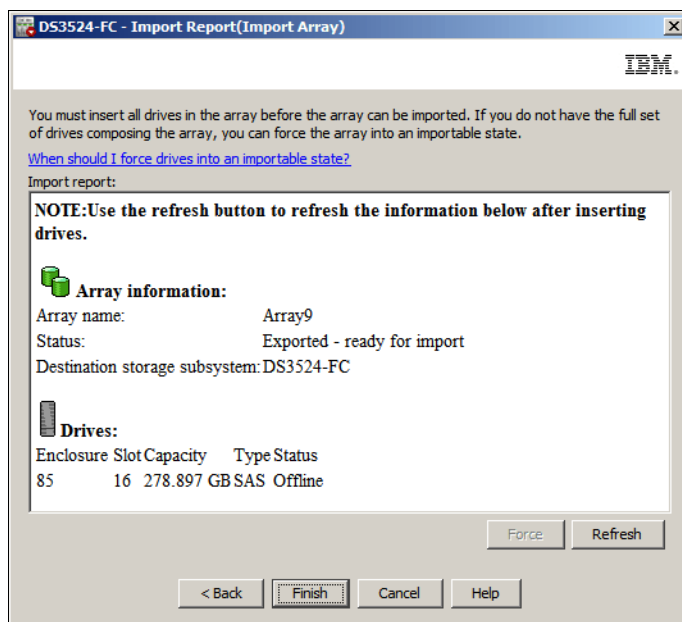 DS3524-FC - Import Report(Import Array)
IBM.
You must insert all drives in the array before the array can be imported. If you do not have the full set
of drives composing the array, you can force the array into an importable state.
When should I force drives into an importable state?
Import report:
NOTE:Use the refresh button to refresh the information below after inserting
drives.
Array information:
Array name: Array9
Status: Exported - ready for import
Destination storage subsystem: DS3524-FC
Drives:
Enclosure Slot Capacity Type Status
85 16 278.897 GB SAS Offline
Force Refresh
< Back Finish Cancel Help